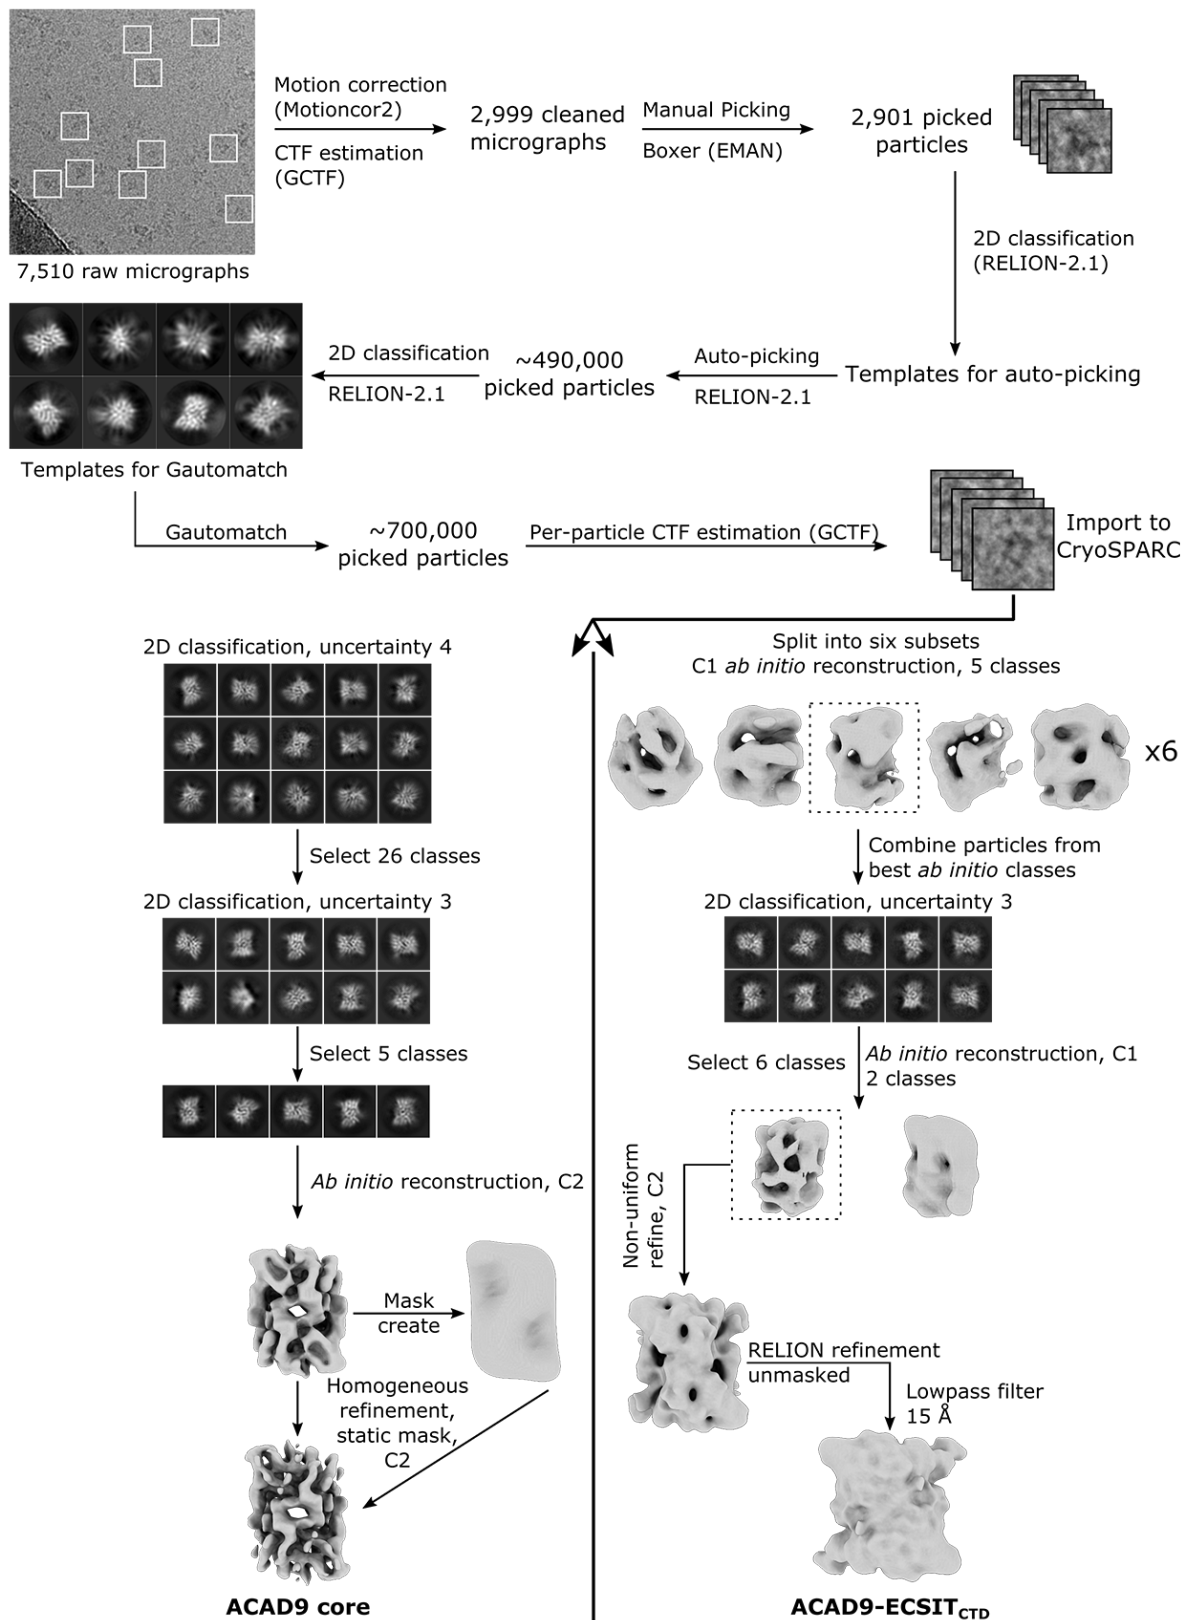 Motion correction
(Motioncor2)
CTF estimation
(GCTF)
2,999 cleaned
micrographs
Manual Picking
Boxer (EMAN)
2,901 picked
particles
7,510 raw micrographs
2D classification
(RELION-2.1)
Templates for auto-picking
Auto-picking
RELION-2.1
~490,000
picked particles
2D classification
RELION-2.1
Templates for Gautomatch
Gautomatch
~700,000
picked particles
Per-particle CTF estimation (GCTF)
Import to
CryoSPARC
2D classification, uncertainty 4
Select 26 classes
2D classification, uncertainty 3
Select 5 classes
Ab initio reconstruction, C2
Mask
create
Homogeneous
refinement,
static mask,
C2
ACAD9 core
Split into six subsets
C1 ab initio reconstruction, 5 classes
x6
Combine particles from
best ab initio classes
2D classification, uncertainty 3
Select 6 classes
Ab initio reconstruction, C1
2 classes
Non-uniform
refine, C2
RELION refinement
unmasked
Lowpass filter
15 Å
ACAD9-ECSITCTD